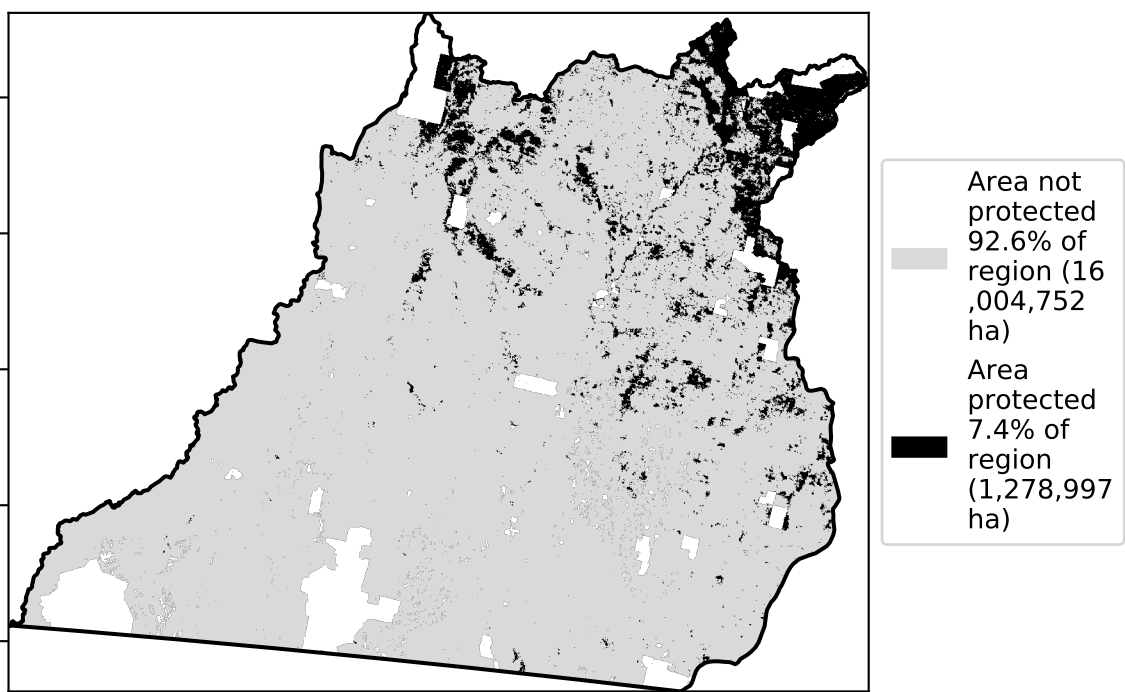 Area not
protected
92.6% of
region (16
,004,752
ha)
Area
protected
7.4% of
region
(1,278,997
ha)